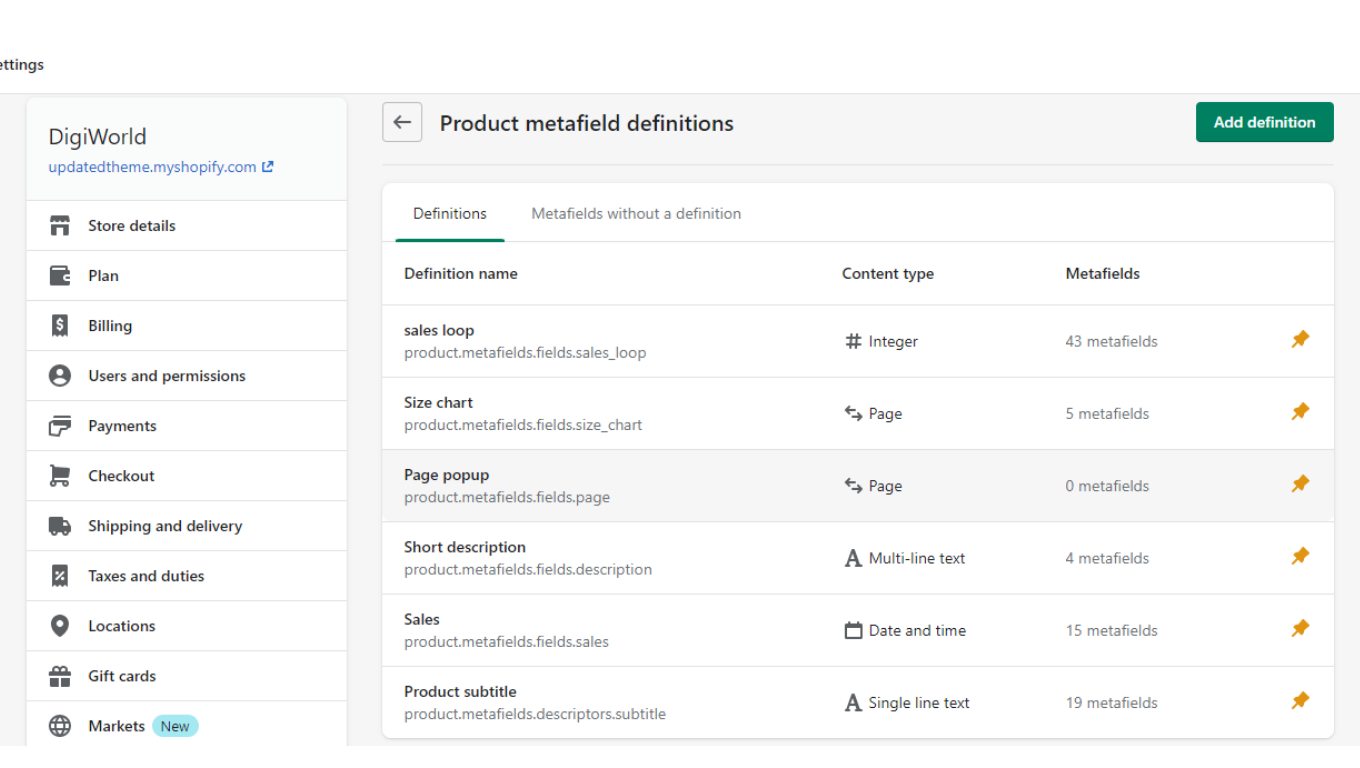 ettings
DigiWorld
updatedtheme.myshopify.com
Store details
Plan
Billing
Users and permissions
Payments
Checkout
Shipping and delivery
Taxes and duties
Locations
Gift cards
Markets New
Product metafield definitions
Add definition
Definitions Metafields without a definition
Definition name Content type Metafields
sales loop
product.metafields.fields.sales_loop
Integer 43 metafields
Size chart
product.metafields.fields.size_chart
Page 5 metafields
Page popup
product.metafields.fields.page
Page 0 metafields
Short description
product.metafields.fields.description
Multi-line text 4 metafields
Sales
product.metafields.fields.sales
Date and time 15 metafields
Product subtitle
product.metafields.descriptors.subtitle
Single line text 19 metafields